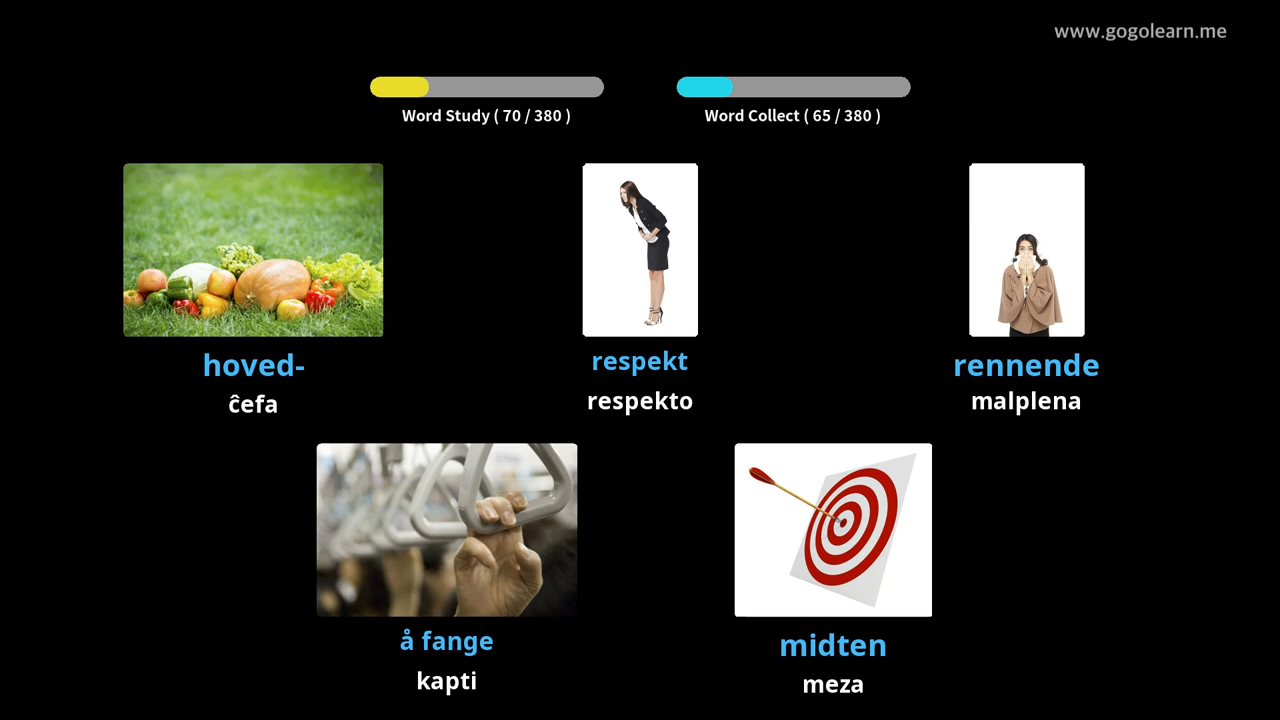 www.gogolearn.me
Word Study ( 70 / 380 )
Word Collect ( 65 / 380 )
hoved-
ĉefa
respekt
respekto
rennende
malplena
å fange
kapti
midten
meza